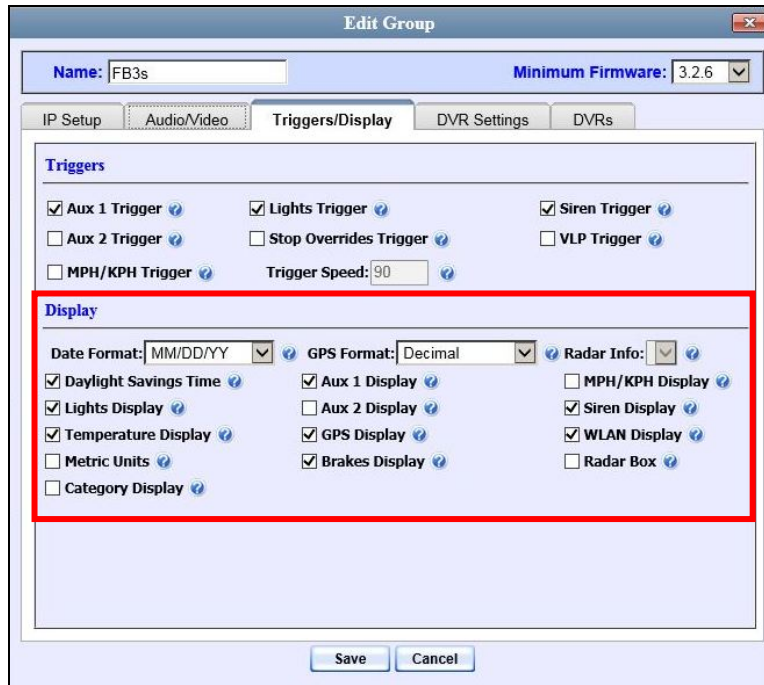 Edit Group
Name: FB3s Minimum Firmware: 3.2.6
IP Setup Audio/Video Triggers/Display DVR Settings DVRs
Triggers
Aux 1 Trigger Lights Trigger Siren Trigger
Aux 2 Trigger Stop Overrides Trigger VLP Trigger
MPH/KPH Trigger Trigger Speed: 90
Display
Date Format: MM/DD/YY GPS Format: Decimal Radar Info:
Daylight Savings Time Aux 1 Display MPH/KPH Display
Lights Display Aux 2 Display Siren Display
Temperature Display GPS Display WLAN Display
Metric Units Brakes Display Radar Box
Category Display
Save Cancel